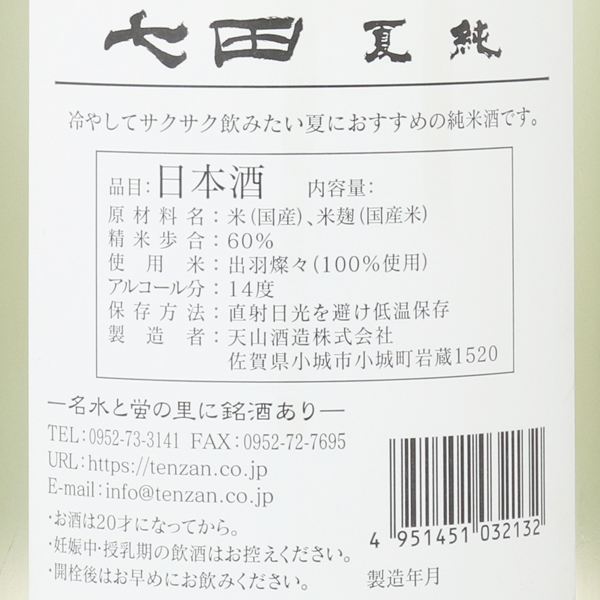 七田 夏純
冷やしてサクサク飲みたい夏におすすめの純米酒です。
品目：日本酒 内容量：
原材料名：米（国産）、米麹（国産米）
精米歩合：60％
使用米：出羽燦々（100％使用）
アルコール分：14度
保存方法：直射日光を避け低温保存
製造者：天山酒造株式会社
佐賀県小城市小城町岩蔵1520
―名水と蛍の里に銘酒あり―
TEL：0952-73-3141 FAX：0952-72-7695
URL：https://tenzan.co.jp
E-mail：info@tenzan.co.jp
・お酒は20才になってから。
・妊娠中・授乳期の飲酒はお控えください。
・開栓後はお早めにお飲みください。
4 951451 032132
製造年月